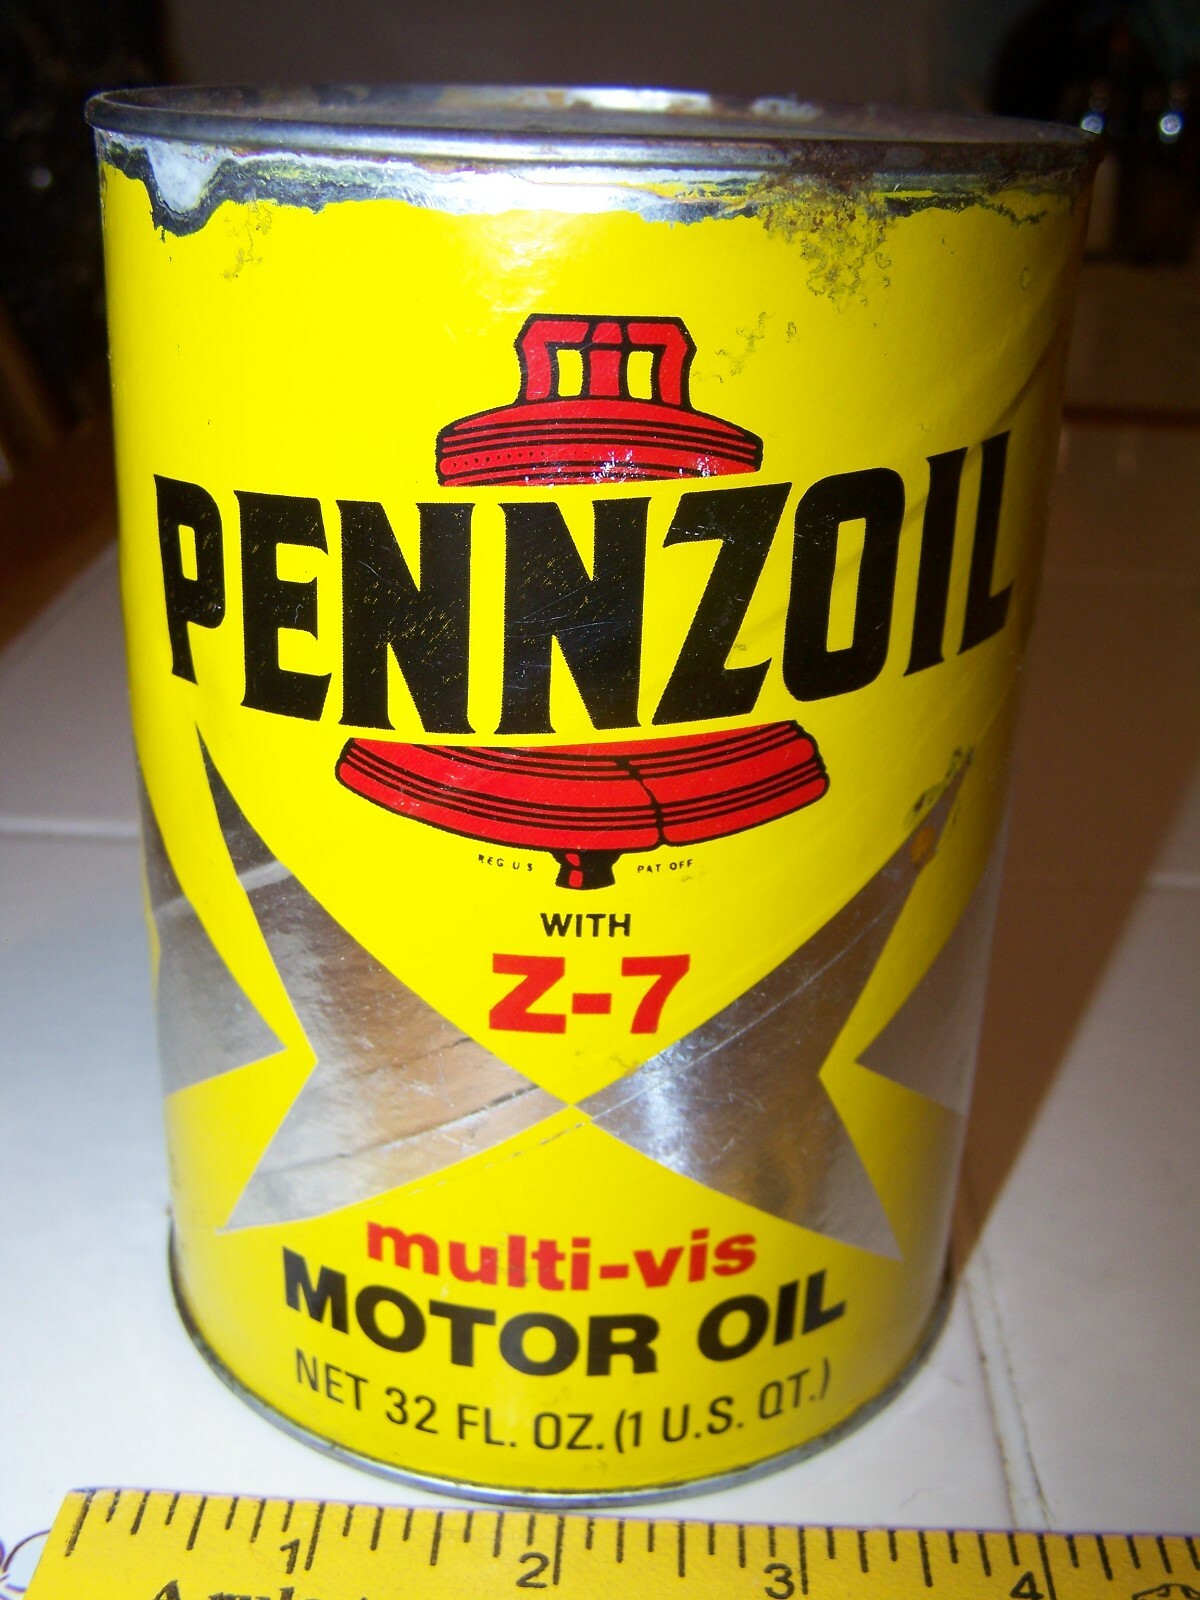 PENNZOIL
REG U S PAT OFF
WITH
Z-7
multi-vis
MOTOR OIL
NET 32 FL. OZ. (1 U.S. QT.)
1 2 3 4